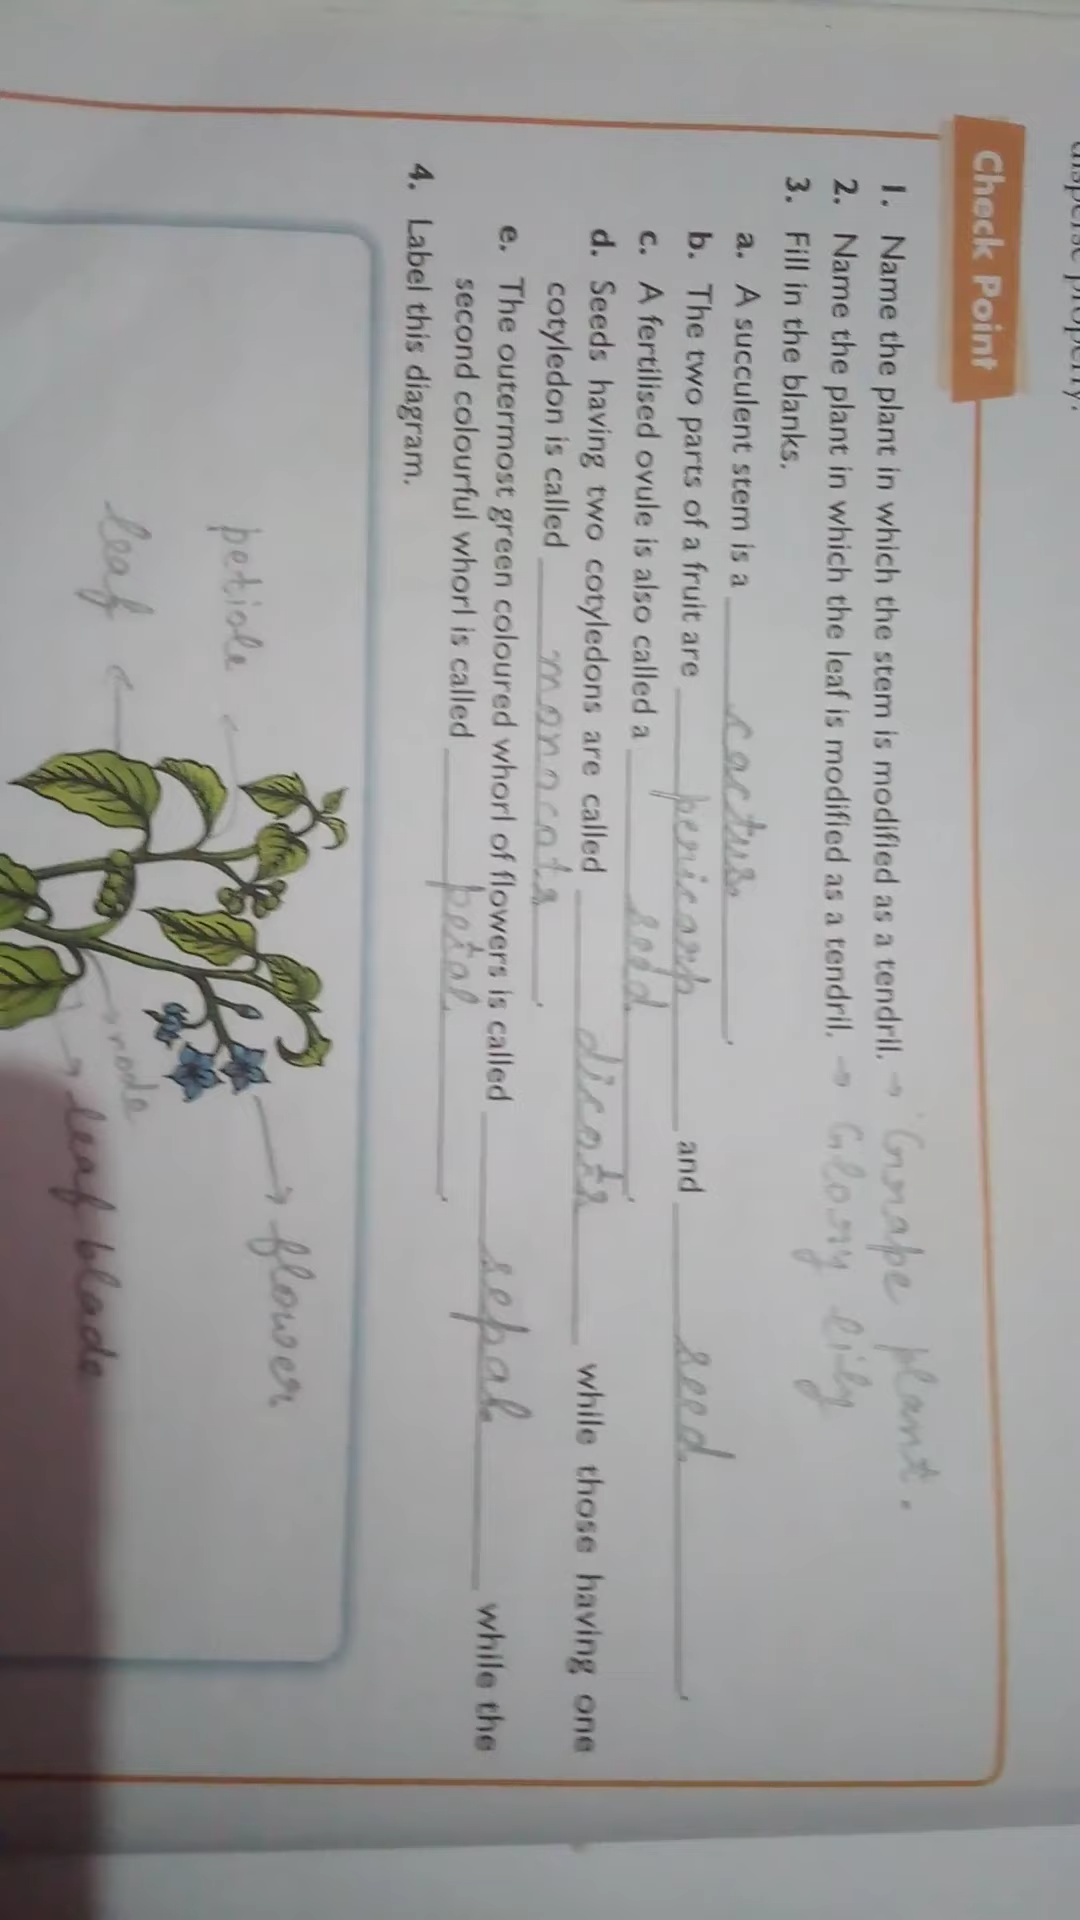 disperse properly.
Check Point
1. Name the plant in which the stem is modified as a tendril. → Grape plant.
2. Name the plant in which the leaf is modified as a tendril. → Glory lily
3. Fill in the blanks.
a. A succulent stem is a cactus.
b. The two parts of a fruit are pericarp and seed.
c. A fertilised ovule is also called a seed.
d. Seeds having two cotyledons are called dicots while those having one
cotyledon is called monocots.
e. The outermost green coloured whorl of flowers is called sepal while the
second colourful whorl is called petal.
4. Label this diagram.
flower
petiole
node
leaf
leaf blade